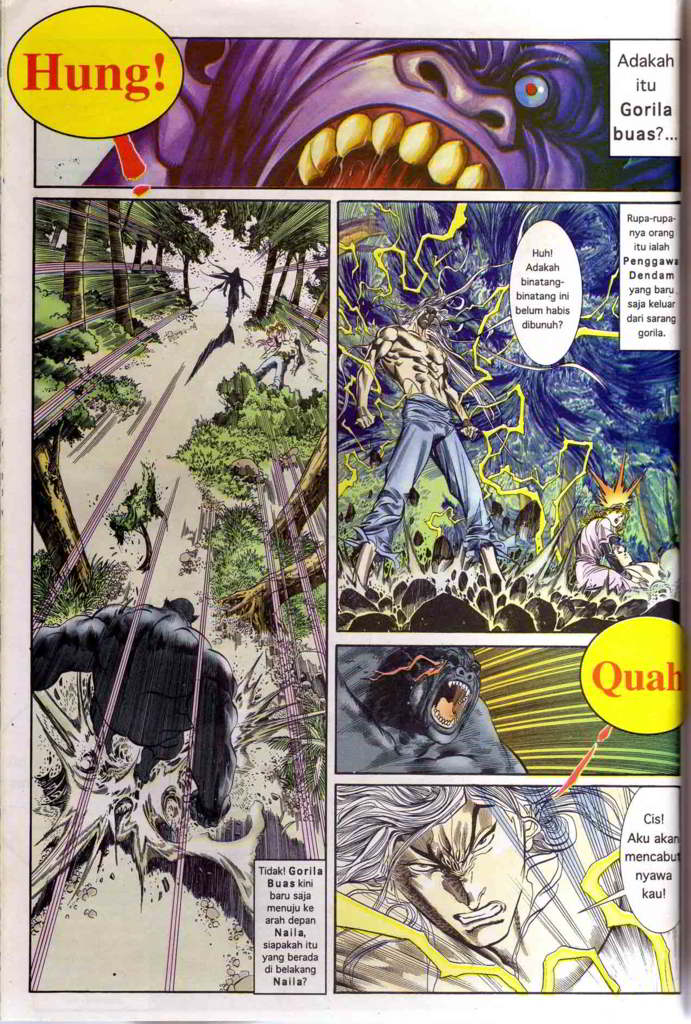 Hung!
Adakah
itu
Gorila
buas?...
Tidak! Gorila
Buas kini
baru saja
menuju ke
arah depan
Naila,
siapakah itu
yang berada
di belakang
Naila?
Huh!
Adakah
binatang-
binatang ini
belum habis
dibunuh?
Rupa-rupa-
nya orang
itu ialah
Penggawa
Dendam
yang baru
saja keluar
dari sarang
gorila.
Quah
Cis!
Aku akan
mencabut
nyawa
kau!